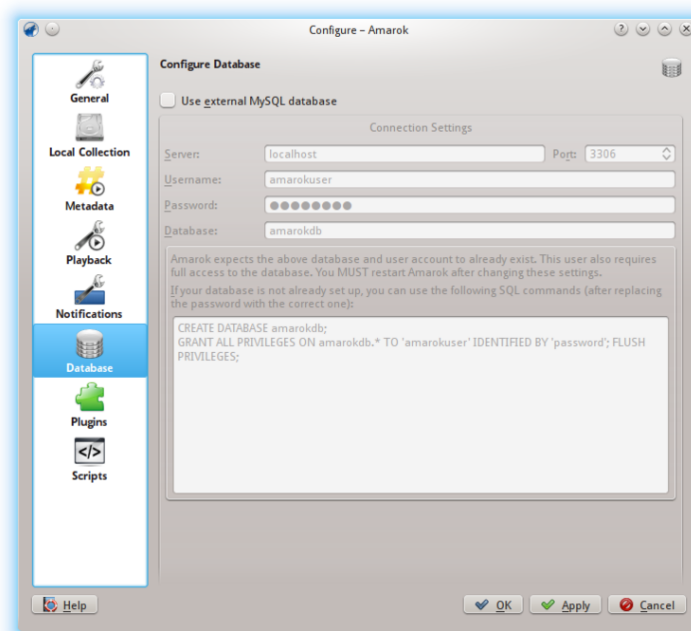 Configure – Amarok
General
Local Collection
Metadata
Playback
Notifications
Database
Plugins
Scripts
Configure Database
Use external MySQL database
Connection Settings
Server: localhost Port: 3306
Username: amarokuser
Password: ●●●●●●●●
Database: amarokdb
Amarok expects the above database and user account to already exist. This user also requires
full access to the database. You MUST restart Amarok after changing these settings.
If your database is not already set up, you can use the following SQL commands (after replacing
the password with the correct one):
CREATE DATABASE amarokdb;
GRANT ALL PRIVILEGES ON amarokdb.* TO 'amarokuser' IDENTIFIED BY 'password'; FLUSH
PRIVILEGES;
Help OK Apply Cancel